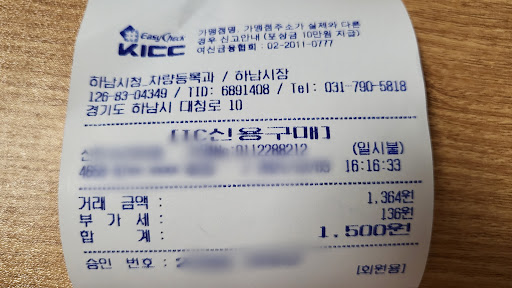 EasyCheck
KICC
가맹점명, 가맹점주소가 실제와 다른
경우 신고안내 (포상금 10만원 지급)
여신금융협회 : 02-2011-0777
하남시청_차량등록과 / 하남시장
126-83-04349 / TID: 6891408 / Tel: 031-790-5818
경기도 하남시 대청로 10
[IC신용구매]
:0112288212 (일시불)
16:16:33
거래 금액 : 1,364원
부 가 세 : 136원
합 계 : 1,500원
승인 번호 :
[회원용]